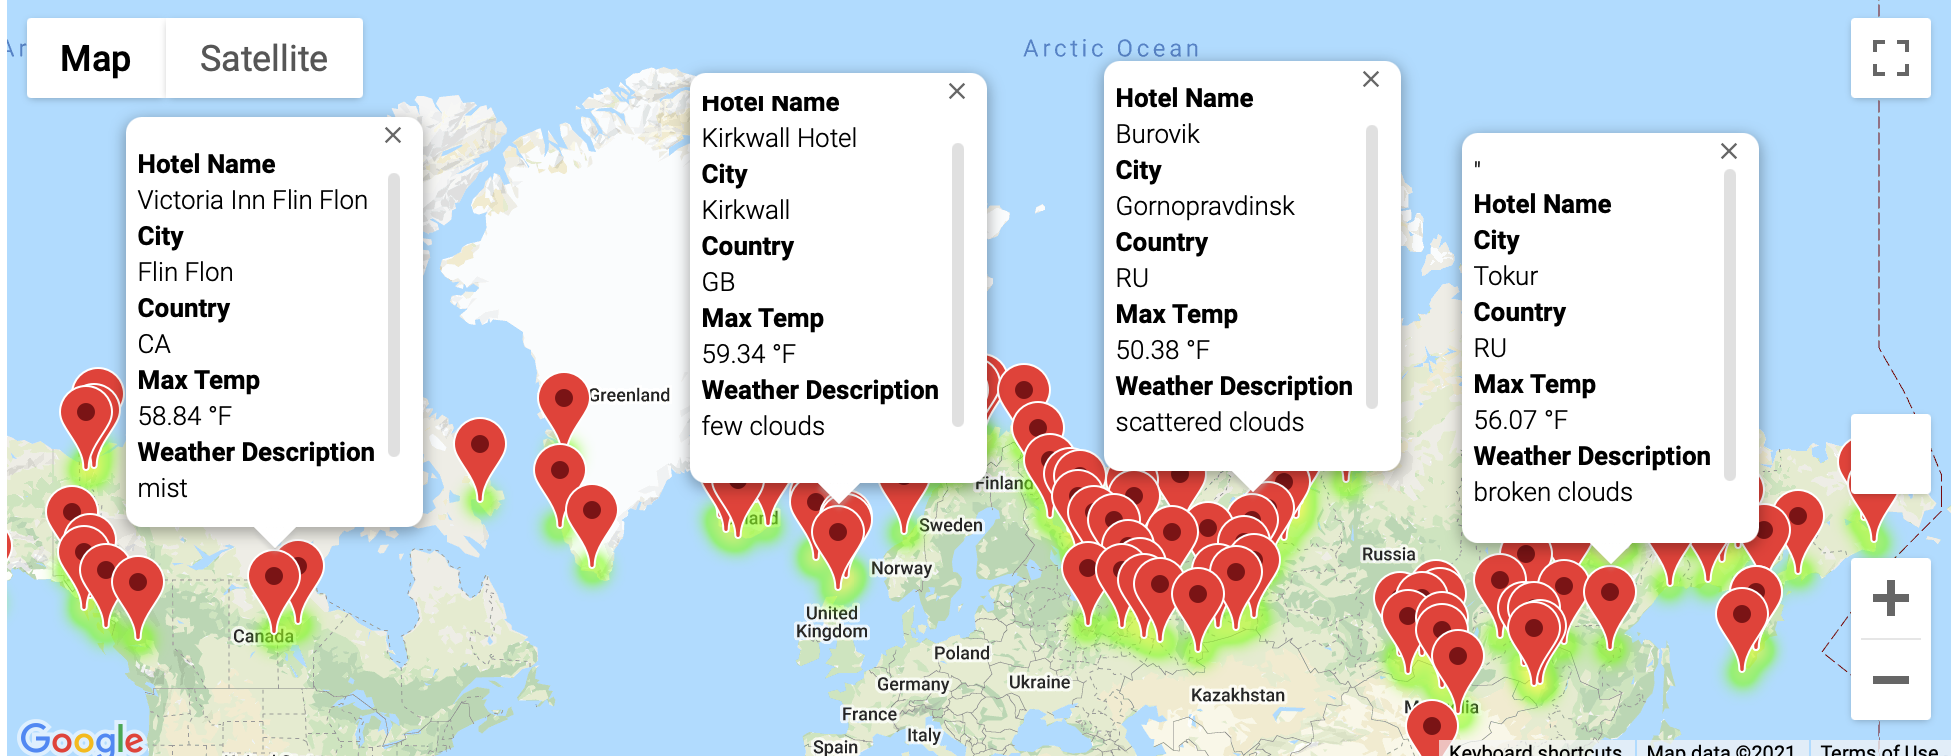 Ar
Map
Satellite
Arctic Ocean
Hotel Name
Victoria Inn Flin Flon
City
Flin Flon
Country
CA
Max Temp
58.84 °F
Weather Description
mist
Hotel Name
Kirkwall Hotel
City
Kirkwall
Country
GB
Max Temp
59.34 °F
Weather Description
few clouds
Hotel Name
Burovik
City
Gornopravdinsk
Country
RU
Max Temp
50.38 °F
Weather Description
scattered clouds
"
Hotel Name
City
Tokur
Country
RU
Max Temp
56.07 °F
Weather Description
broken clouds
Greenland
Finland
Sweden
Norway
Russia
Canada
United
Kingdom
Poland
Germany
Ukraine
Kazakhstan
France
Italy
Spain
Google
Keyboard shortcuts
Map data ©2021
Terms of Use